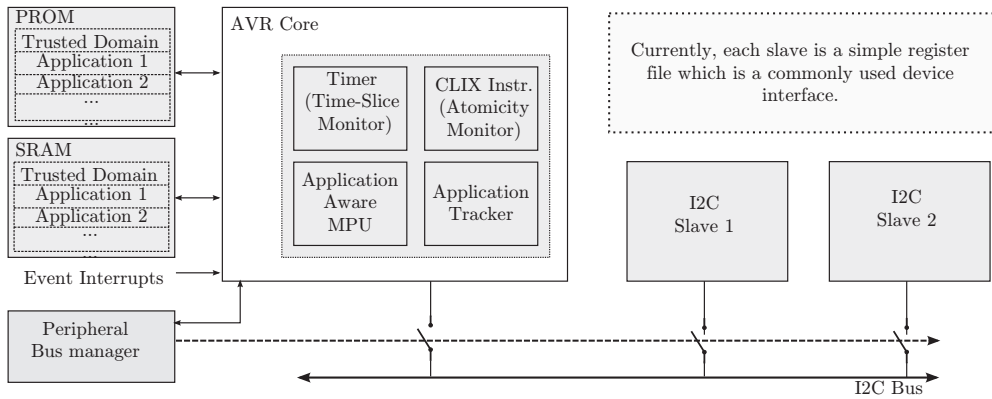 PROM
Trusted Domain
Application 1
Application 2
...
...
SRAM
Trusted Domain
Application 1
Application 2
...
...
Event Interrupts
Peripheral
Bus manager
AVR Core
Timer
(Time-Slice
Monitor)
CLIX Instr.
(Atomicity
Monitor)
Application
Aware
MPU
Application
Tracker
Currently, each slave is a simple register
file which is a commonly used device
interface.
I2C
Slave 1
I2C
Slave 2
I2C Bus